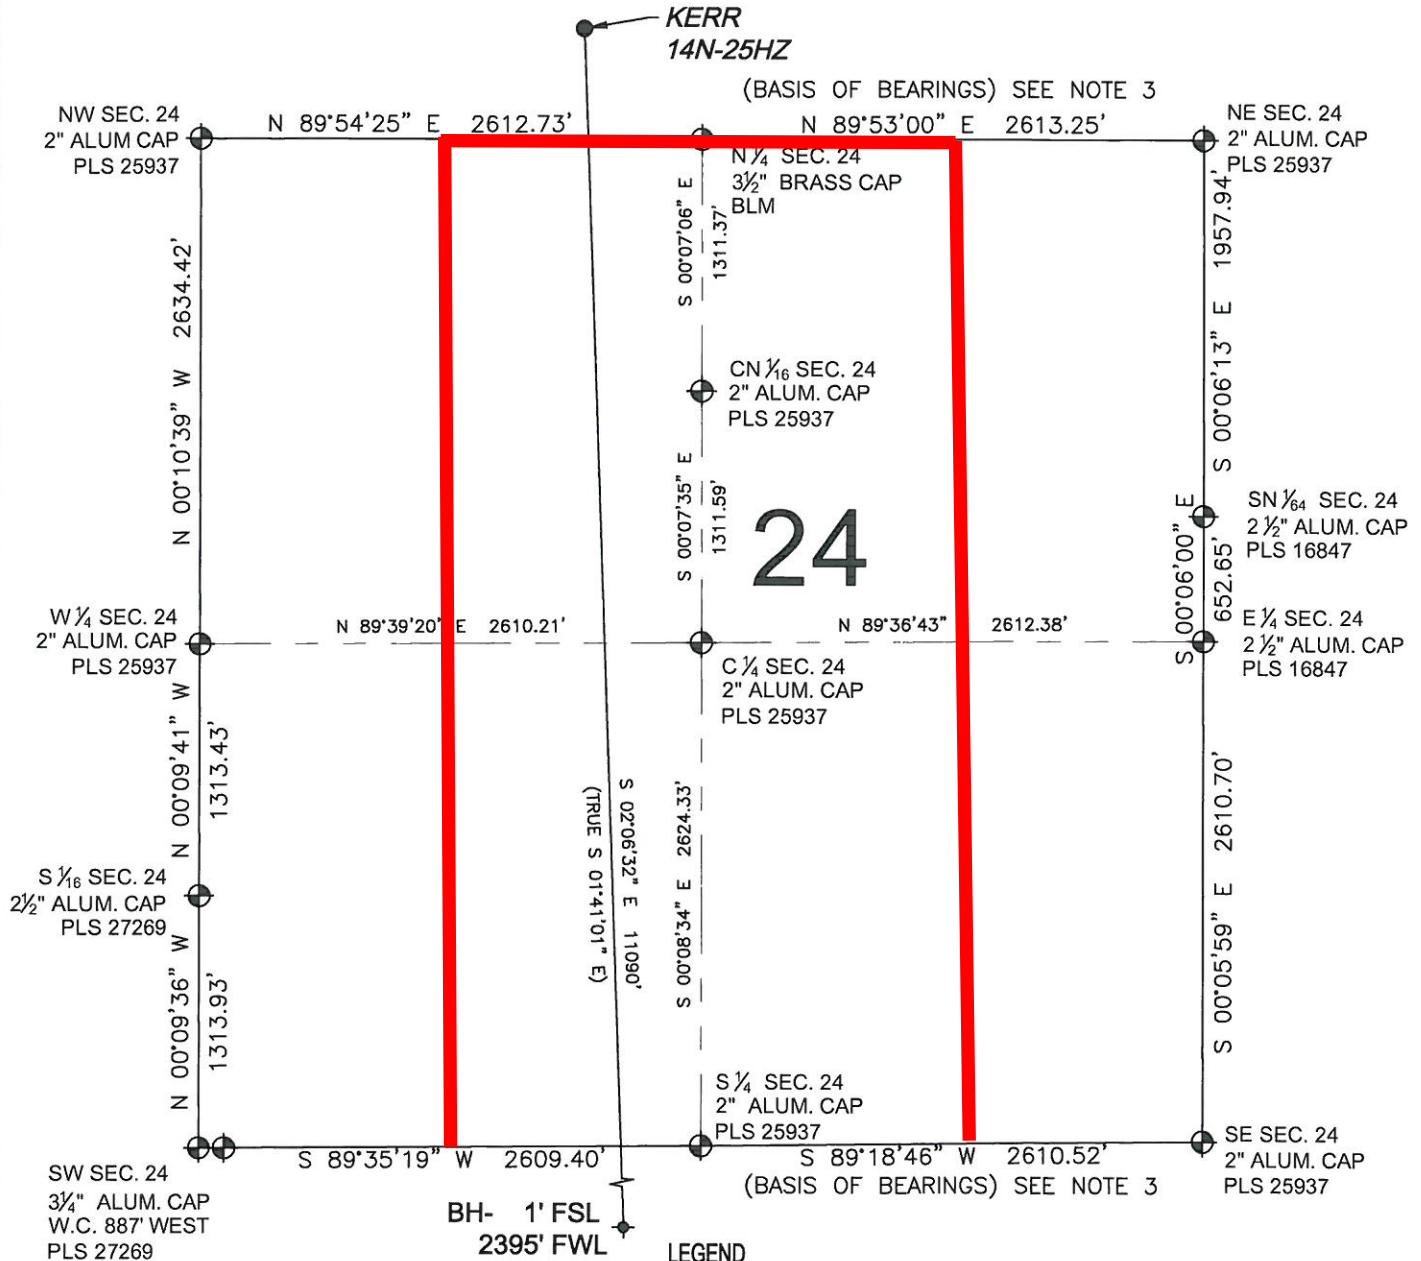 KERR
14N-25HZ
(BASIS OF BEARINGS) SEE NOTE 3
NW SEC. 24
2" ALUM CAP
PLS 25937
N 89°54'25" E 2612.73'
N 89°53'00" E 2613.25'
NE SEC. 24
2" ALUM. CAP
PLS 25937
N ¼ SEC. 24
3½" BRASS CAP
BLM
N 00°10'39" W 2634.42'
S 00°07'06" E
1311.37'
S 00°06'13" E 1957.94'
CN 1⁄16 SEC. 24
2" ALUM. CAP
PLS 25937
S 00°07'35" E
1311.59'
24
SN 1⁄64 SEC. 24
2 ½" ALUM. CAP
PLS 16847
S 00°06'00" E
652.65'
W ¼ SEC. 24
2" ALUM. CAP
PLS 25937
N 89°39'20" E 2610.21'
N 89°36'43" 2612.38'
E ¼ SEC. 24
2 ½" ALUM. CAP
PLS 16847
C ¼ SEC. 24
2" ALUM. CAP
PLS 25937
N 00°09'41" W
1313.43'
S 02°06'32" E 11090'
(TRUE S 01°41'01" E)
S 00°08'34" E 2624.33'
S 00°05'59" E 2610.70'
S 1⁄16 SEC. 24
2½" ALUM. CAP
PLS 27269
N 00°09'36" W
1313.93'
S ¼ SEC. 24
2" ALUM. CAP
PLS 25937
S 89°35'19" W 2609.40'
S 89°18'46" W 2610.52'
(BASIS OF BEARINGS) SEE NOTE 3
SE SEC. 24
2" ALUM. CAP
PLS 25937
SW SEC. 24
3¼" ALUM. CAP
W.C. 887' WEST
PLS 27269
BH- 1' FSL
2395' FWL
LEGEND